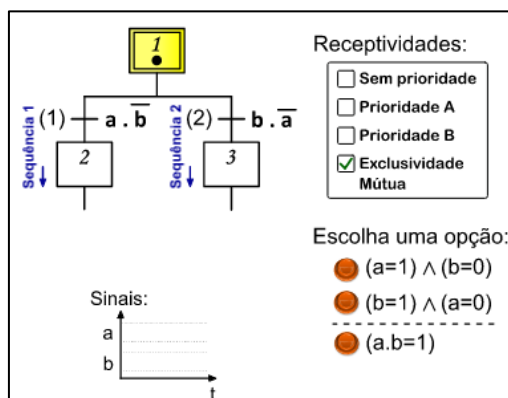 1
Receptividades:
Sem prioridade
Prioridade A
Prioridade B
Exclusividade
Mútua
Sequência 1
(1) a . b̅
2
Sequência 2
(2) b . a̅
3
Escolha uma opção:
(a=1) ∧ (b=0)
(b=1) ∧ (a=0)
(a.b=1)
Sinais:
a
b
t